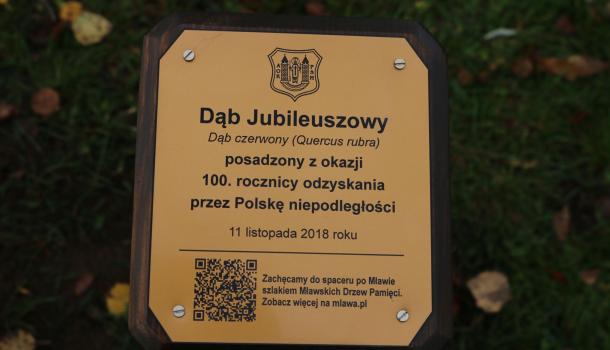 Dąb Jubileuszowy
Dąb czerwony (Quercus rubra)
posadzony z okazji
100. rocznicy odzyskania
przez Polskę niepodległości
11 listopada 2018 roku
Zachęcamy do spaceru po Mławie
szlakiem Mławskich Drzew Pamięci.
Zobacz więcej na mlawa.pl